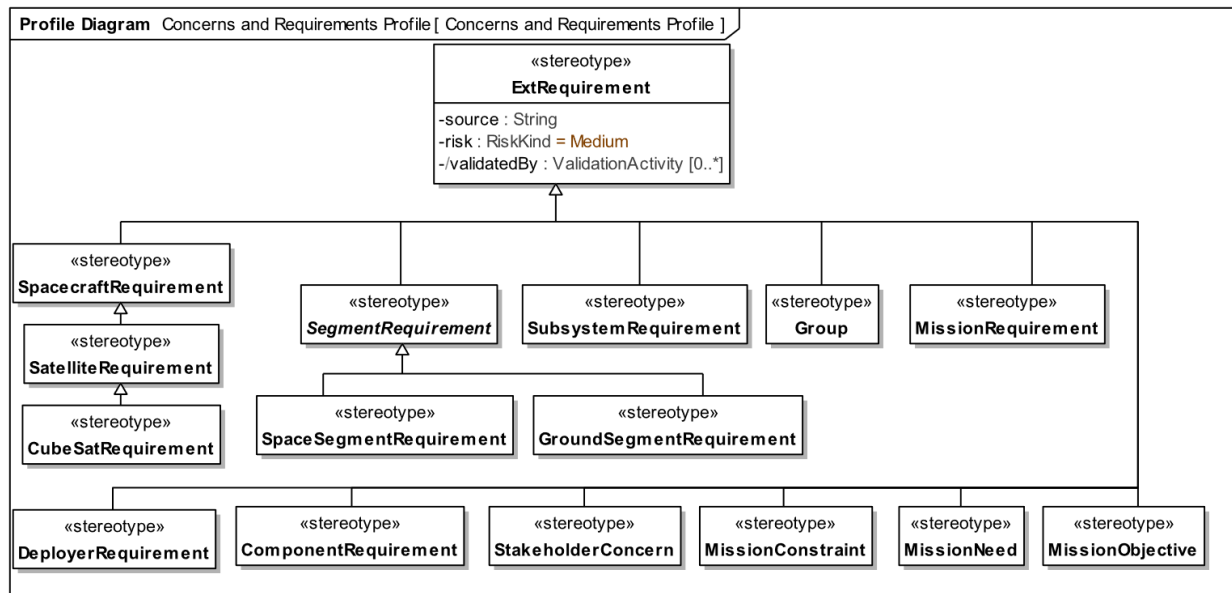 Profile Diagram Concerns and Requirements Profile [ Concerns and Requirements Profile ]
«stereotype»
ExtRequirement
-source : String
-risk : RiskKind = Medium
-/validatedBy : ValidationActivity [0..*]
«stereotype»
SpacecraftRequirement
«stereotype»
SatelliteRequirement
«stereotype»
CubeSatRequirement
«stereotype»
SegmentRequirement
«stereotype»
SpaceSegmentRequirement
«stereotype»
GroundSegmentRequirement
«stereotype»
SubsystemRequirement
«stereotype»
Group
«stereotype»
MissionRequirement
«stereotype»
DeployerRequirement
«stereotype»
ComponentRequirement
«stereotype»
StakeholderConcern
«stereotype»
MissionConstraint
«stereotype»
MissionNeed
«stereotype»
MissionObjective